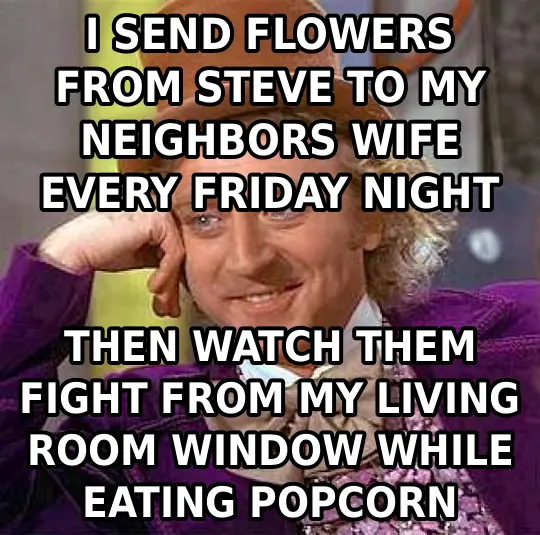 I SEND FLOWERS
FROM STEVE TO MY
NEIGHBORS WIFE
EVERY FRIDAY NIGHT
THEN WATCH THEM
FIGHT FROM MY LIVING
ROOM WINDOW WHILE
EATING POPCORN